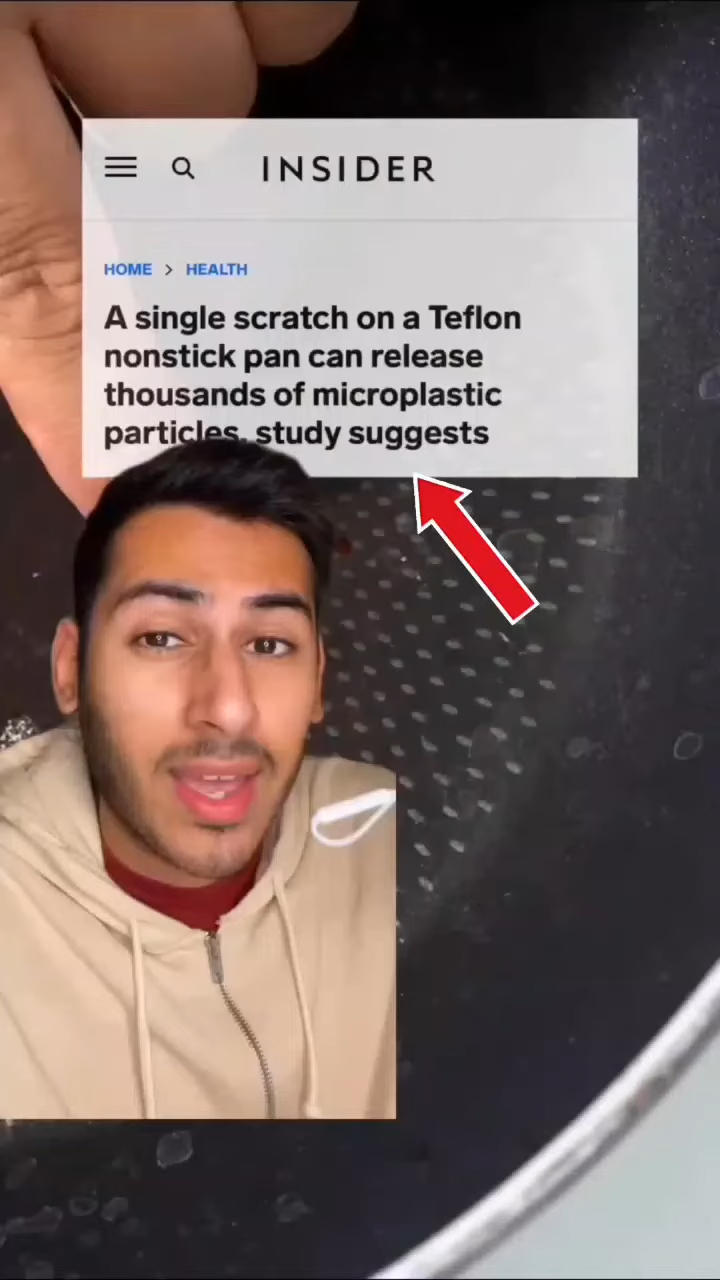 INSIDER
HOME > HEALTH
A single scratch on a Teflon
nonstick pan can release
thousands of microplastic
particles, study suggests